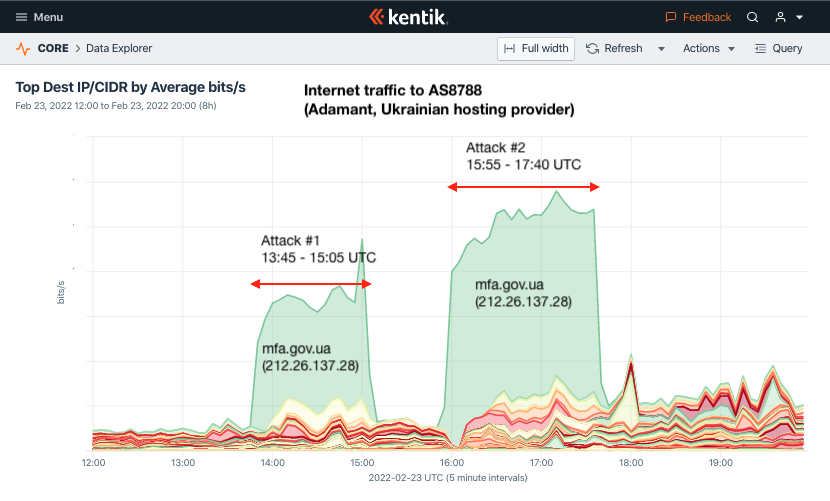 Menu
kentik
Feedback
CORE > Data Explorer
Full width
Refresh
Actions
Query
Top Dest IP/CIDR by Average bits/s
Feb 23, 2022 12:00 to Feb 23, 2022 20:00 (8h)
Internet traffic to AS8788
(Adamant, Ukrainian hosting provider)
Attack #2
15:55 - 17:40 UTC
Attack #1
13:45 - 15:05 UTC
mfa.gov.ua
(212.26.137.28)
mfa.gov.ua
(212.26.137.28)
bits/s
12:00 13:00 14:00 15:00 16:00 17:00 18:00 19:00
2022-02-23 UTC (5 minute intervals)